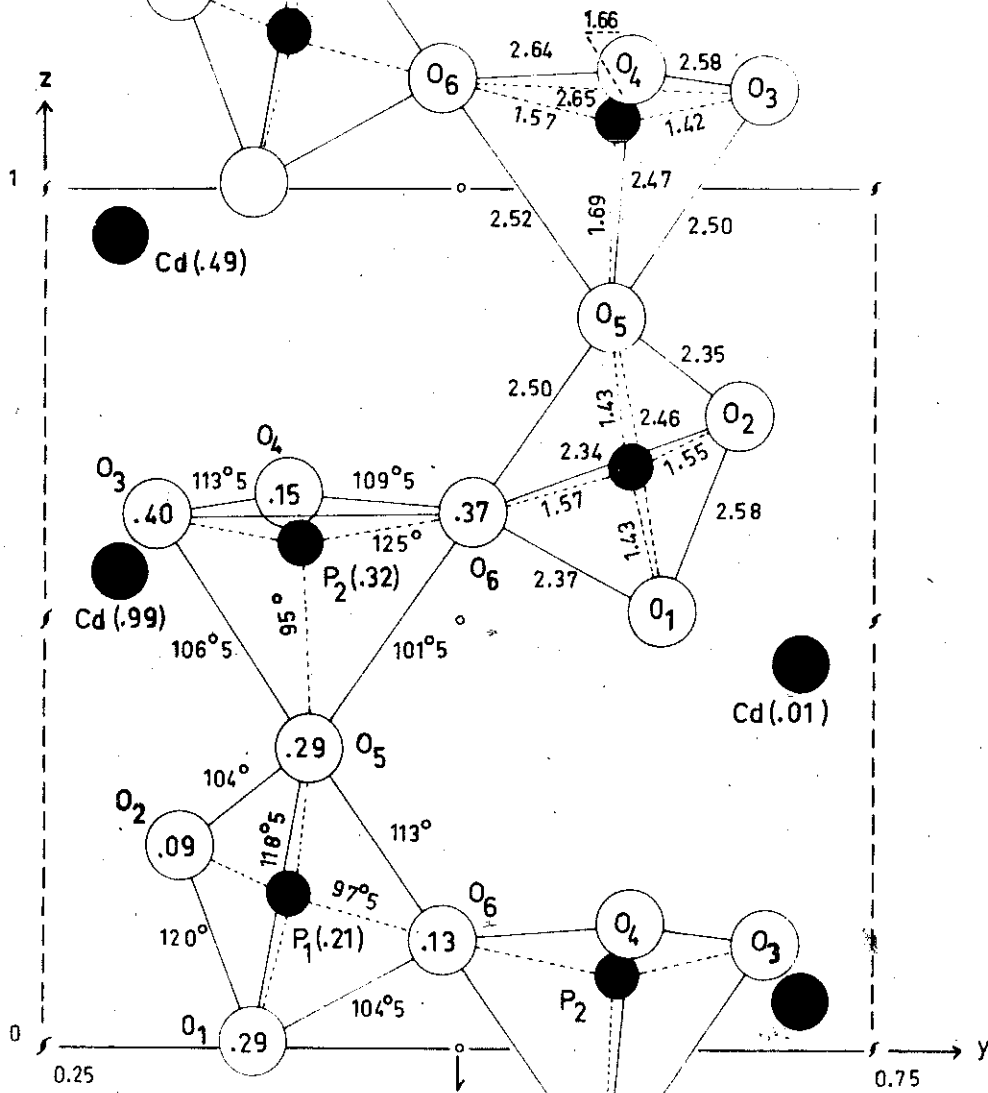 1.66
z
2.64
O4
2.58
O6
2.65
O3
1.57
1.42
1
2.47
2.52
1.69
2.50
Cd(.49)
O5
2.35
2.50
1.43
2.46
O2
O4
2.34
1.55
O3
113°5
.15
109°5
1.57
2.58
.40
.37
125°
1.43
P2(.32)
O6
2.37
O1
Cd(.99)
95°
106°5
101°5
Cd(.01)
.29
O5
104°
O2
118°5
113°
.09
97°5
O6
120°
P1(.21)
.13
O4
O3
104°5
P2
O1
.29
0
y
0.25
0.75